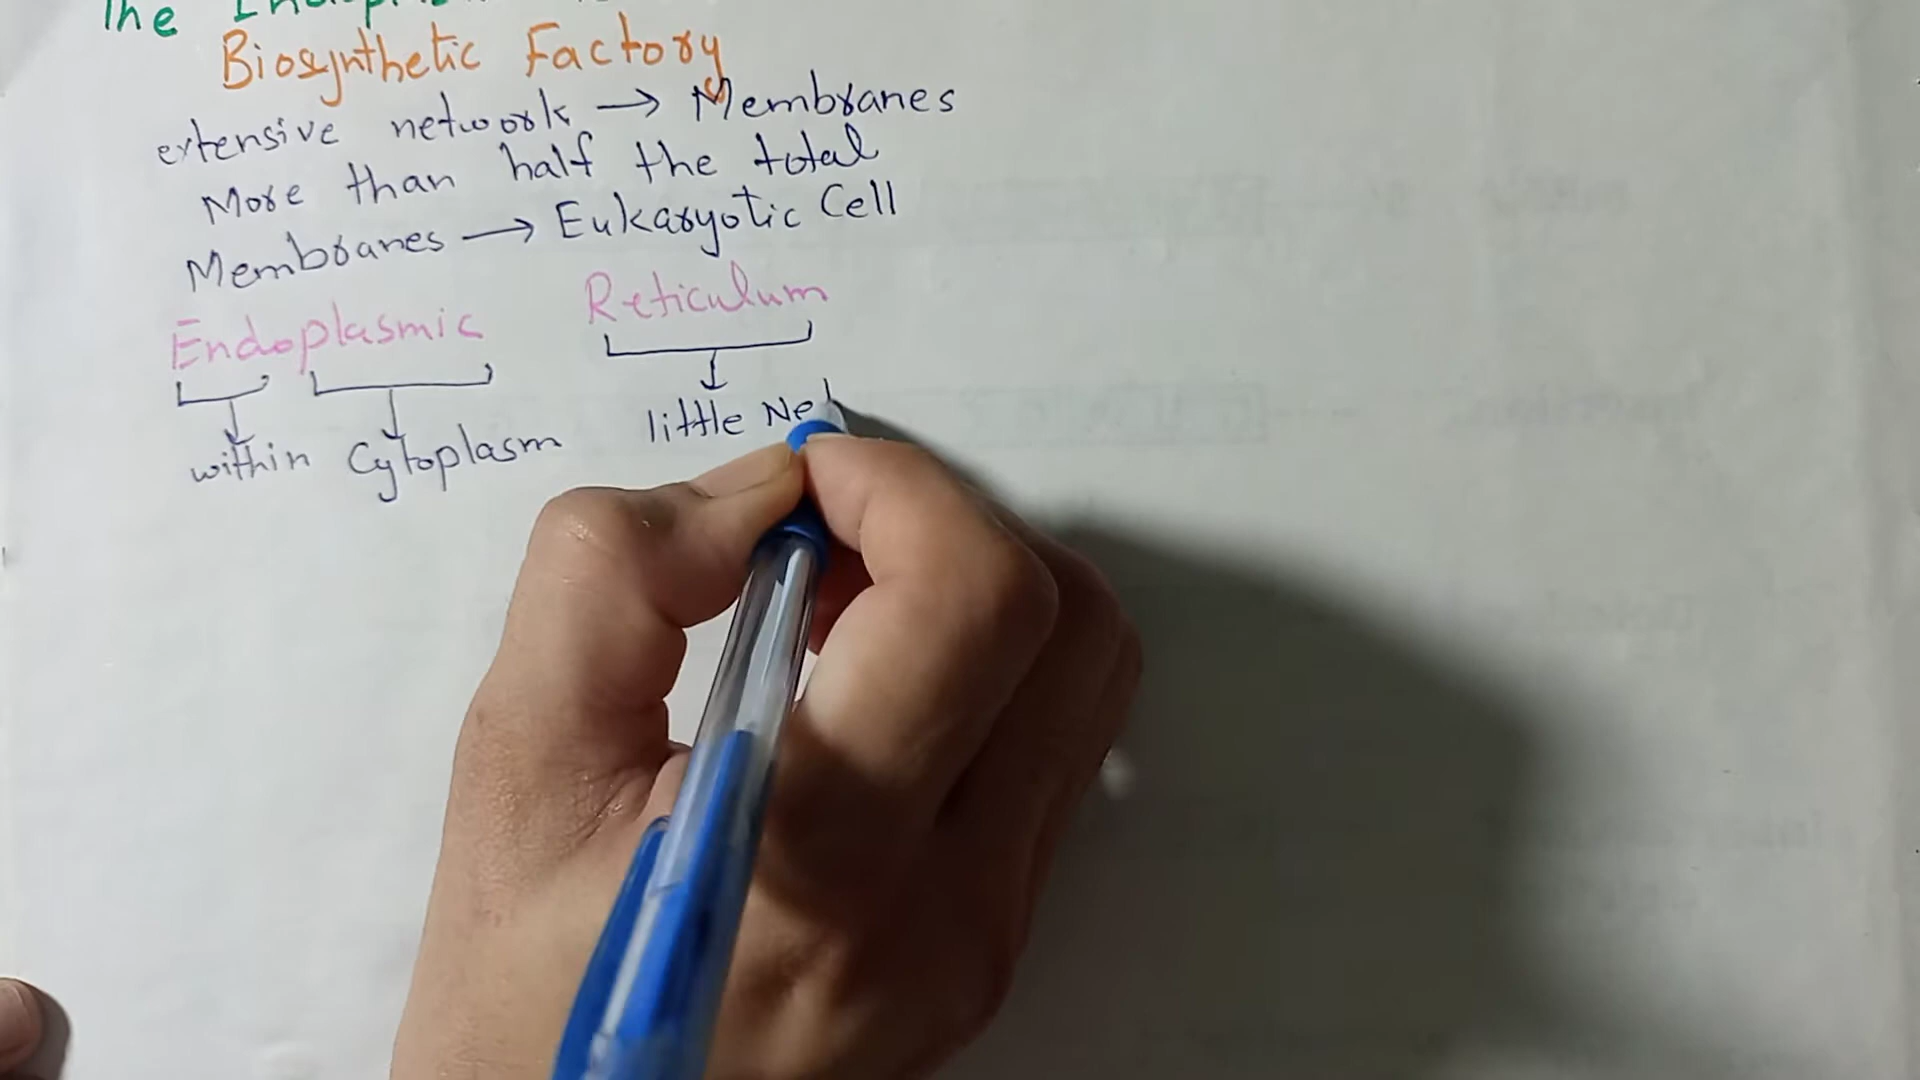 The
Biosynthetic Factory
extensive network → Membranes
More than half the total
Membranes → Eukaryotic Cell
Endoplasmic Reticulum
within Cytoplasm little Net